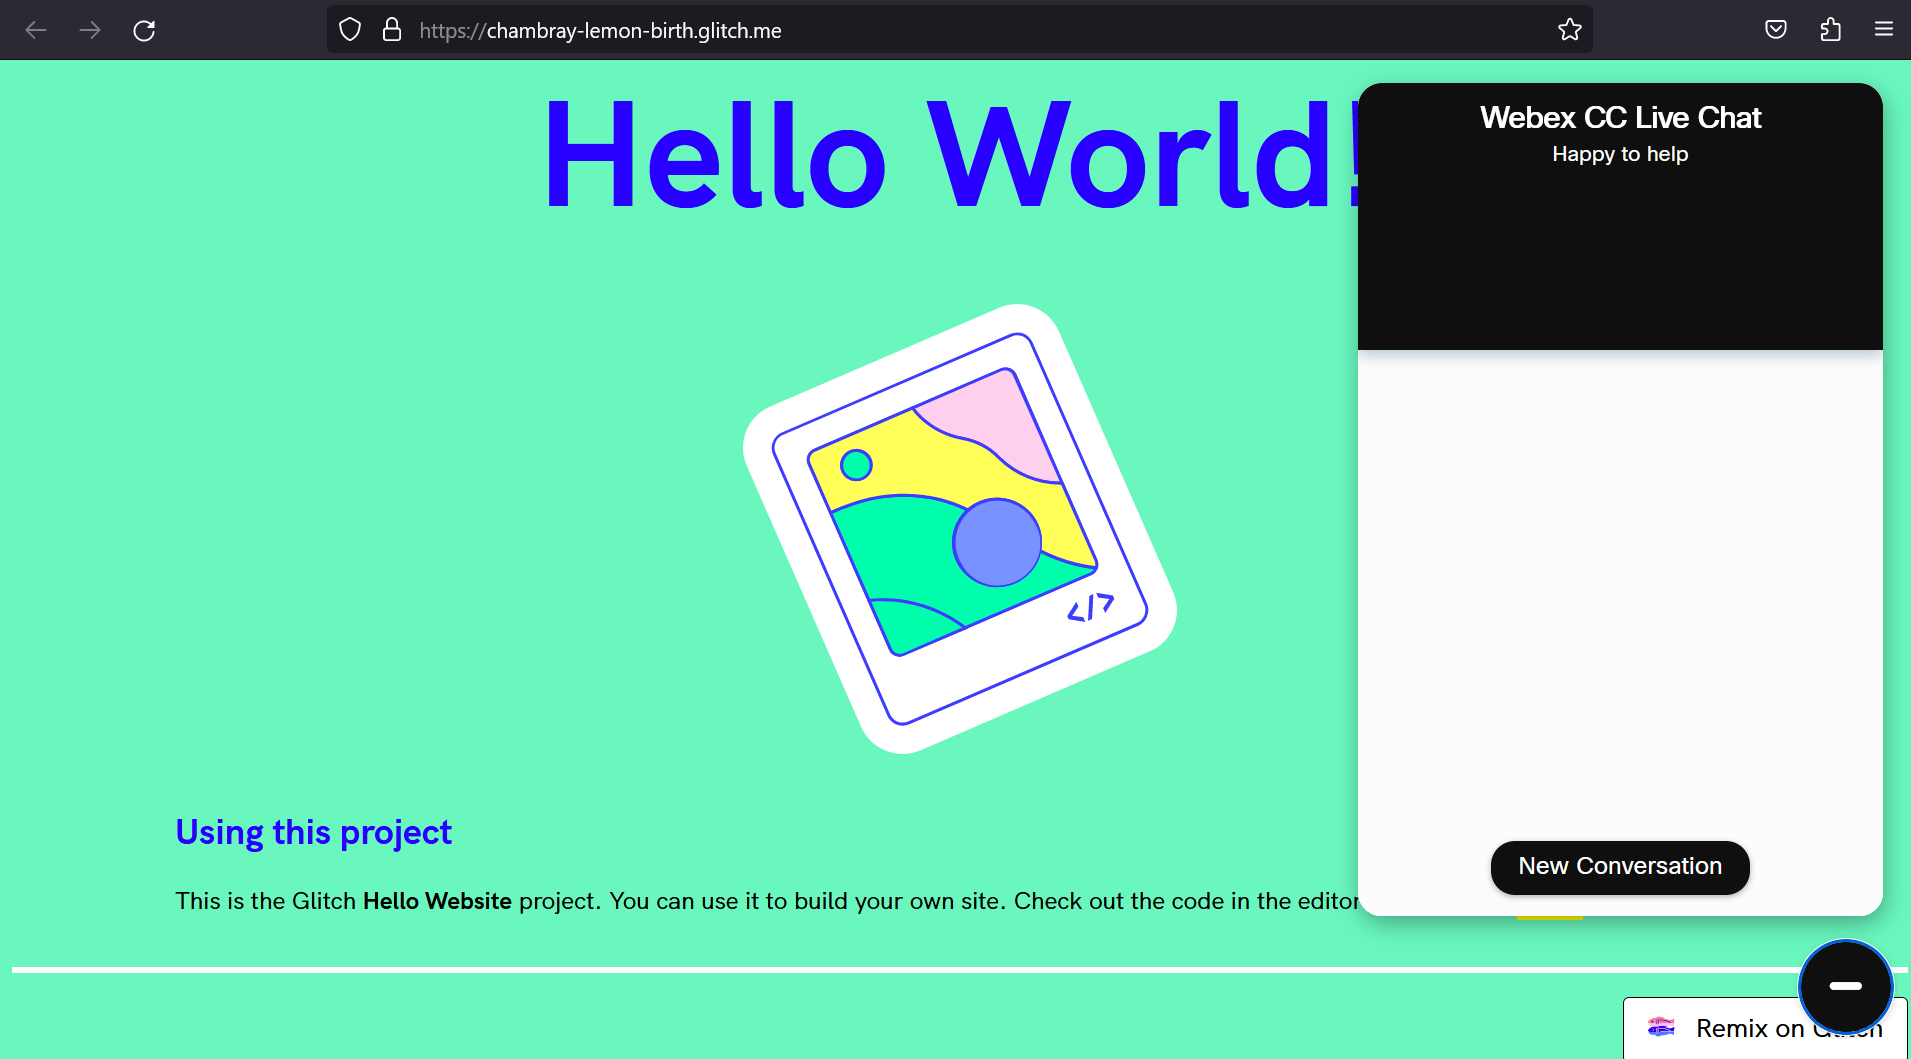 https://chambray-lemon-birth.glitch.me
Hello World!
Webex CC Live Chat
Happy to help
</>
Using this project
This is the Glitch Hello Website project. You can use it to build your own site. Check out the code in the editor
New Conversation
Remix on Glitch